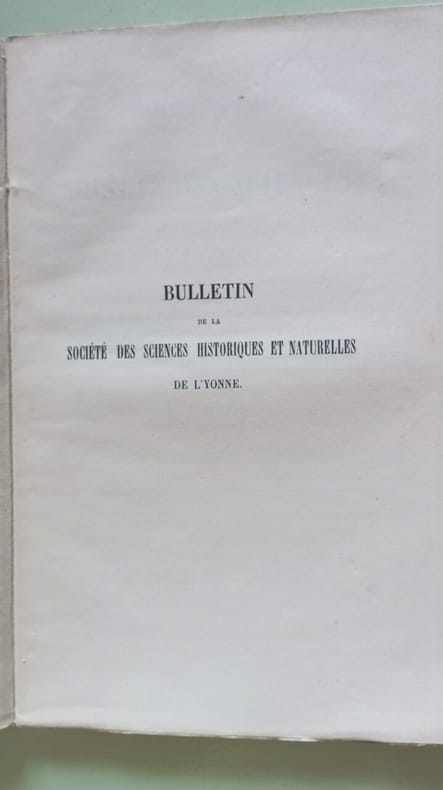 BULLETIN
DE LA
SOCIÉTÉ DES SCIENCES HISTORIQUES ET NATURELLES
DE L'YONNE.